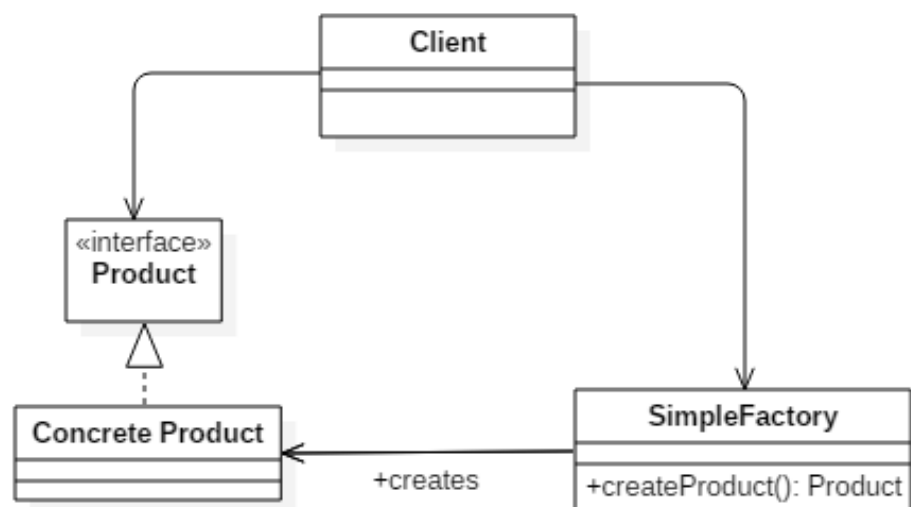 Client
«interface»
Product
Concrete Product
+creates
SimpleFactory
+createProduct(): Product